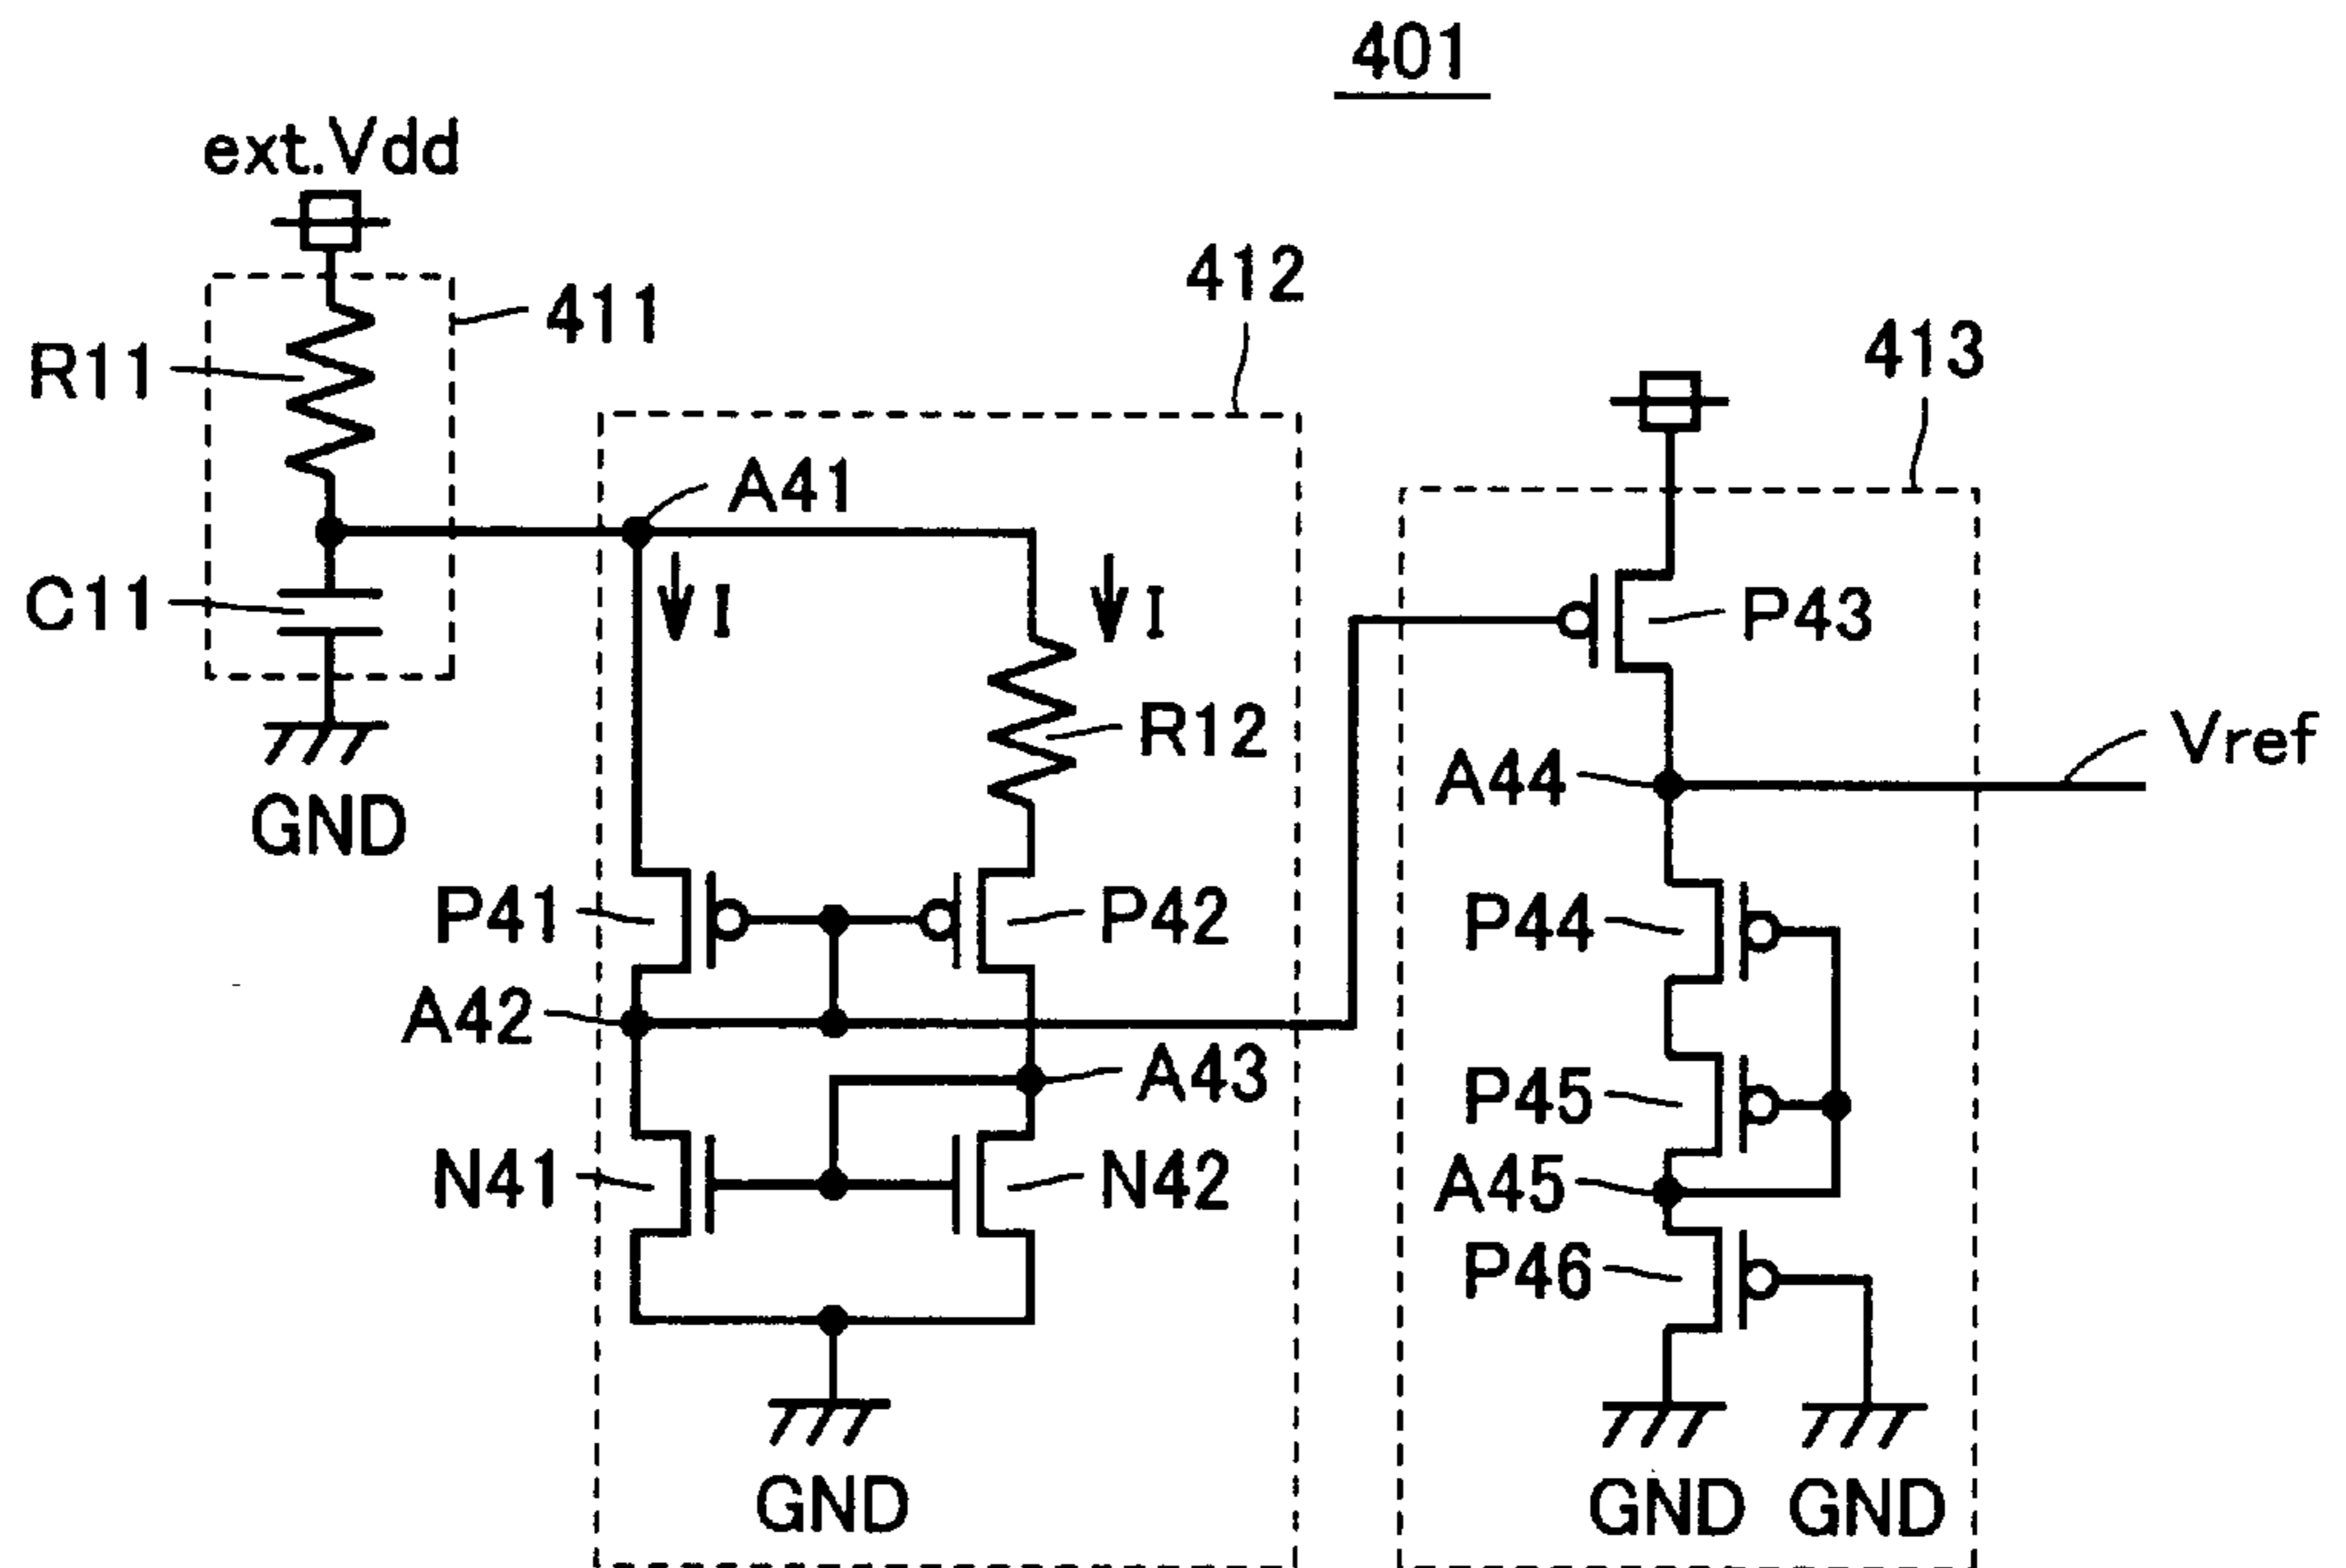 401
ext.Vdd
412
411
413
R11
A41
C11
I
I
P43
R12
Vref
A44
GND
P41
P42
P44
A42
A43
P45
N41
N42
A45
P46
GND
GND
GND